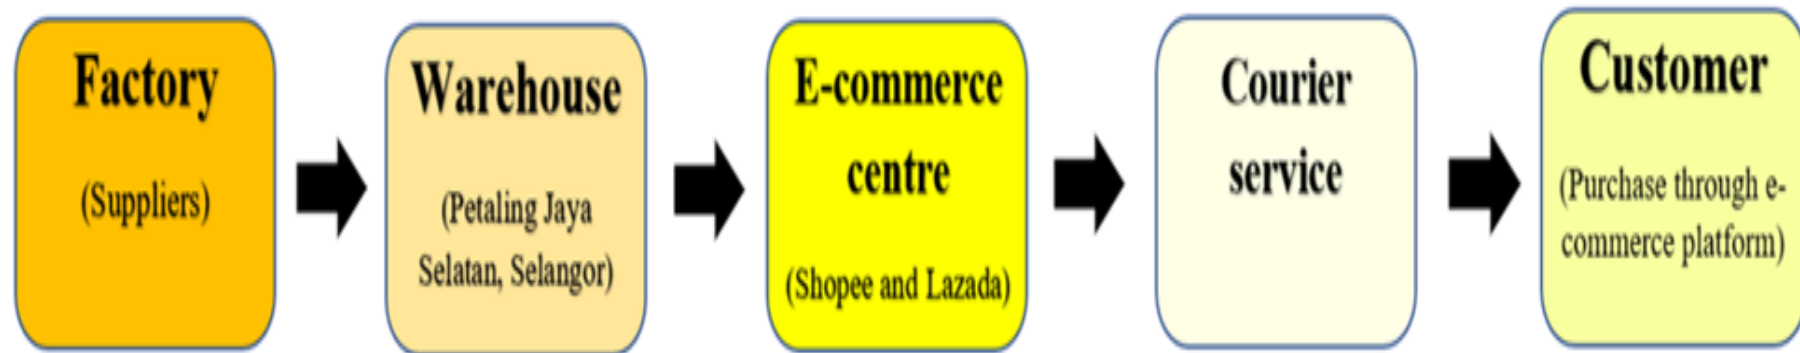 Factory
(Suppliers)
Warehouse
(Petaling Jaya
Selatan, Selangor)
E-commerce
centre
(Shopee and Lazada)
Courier
service
Customer
(Purchase through e-
commerce platform)